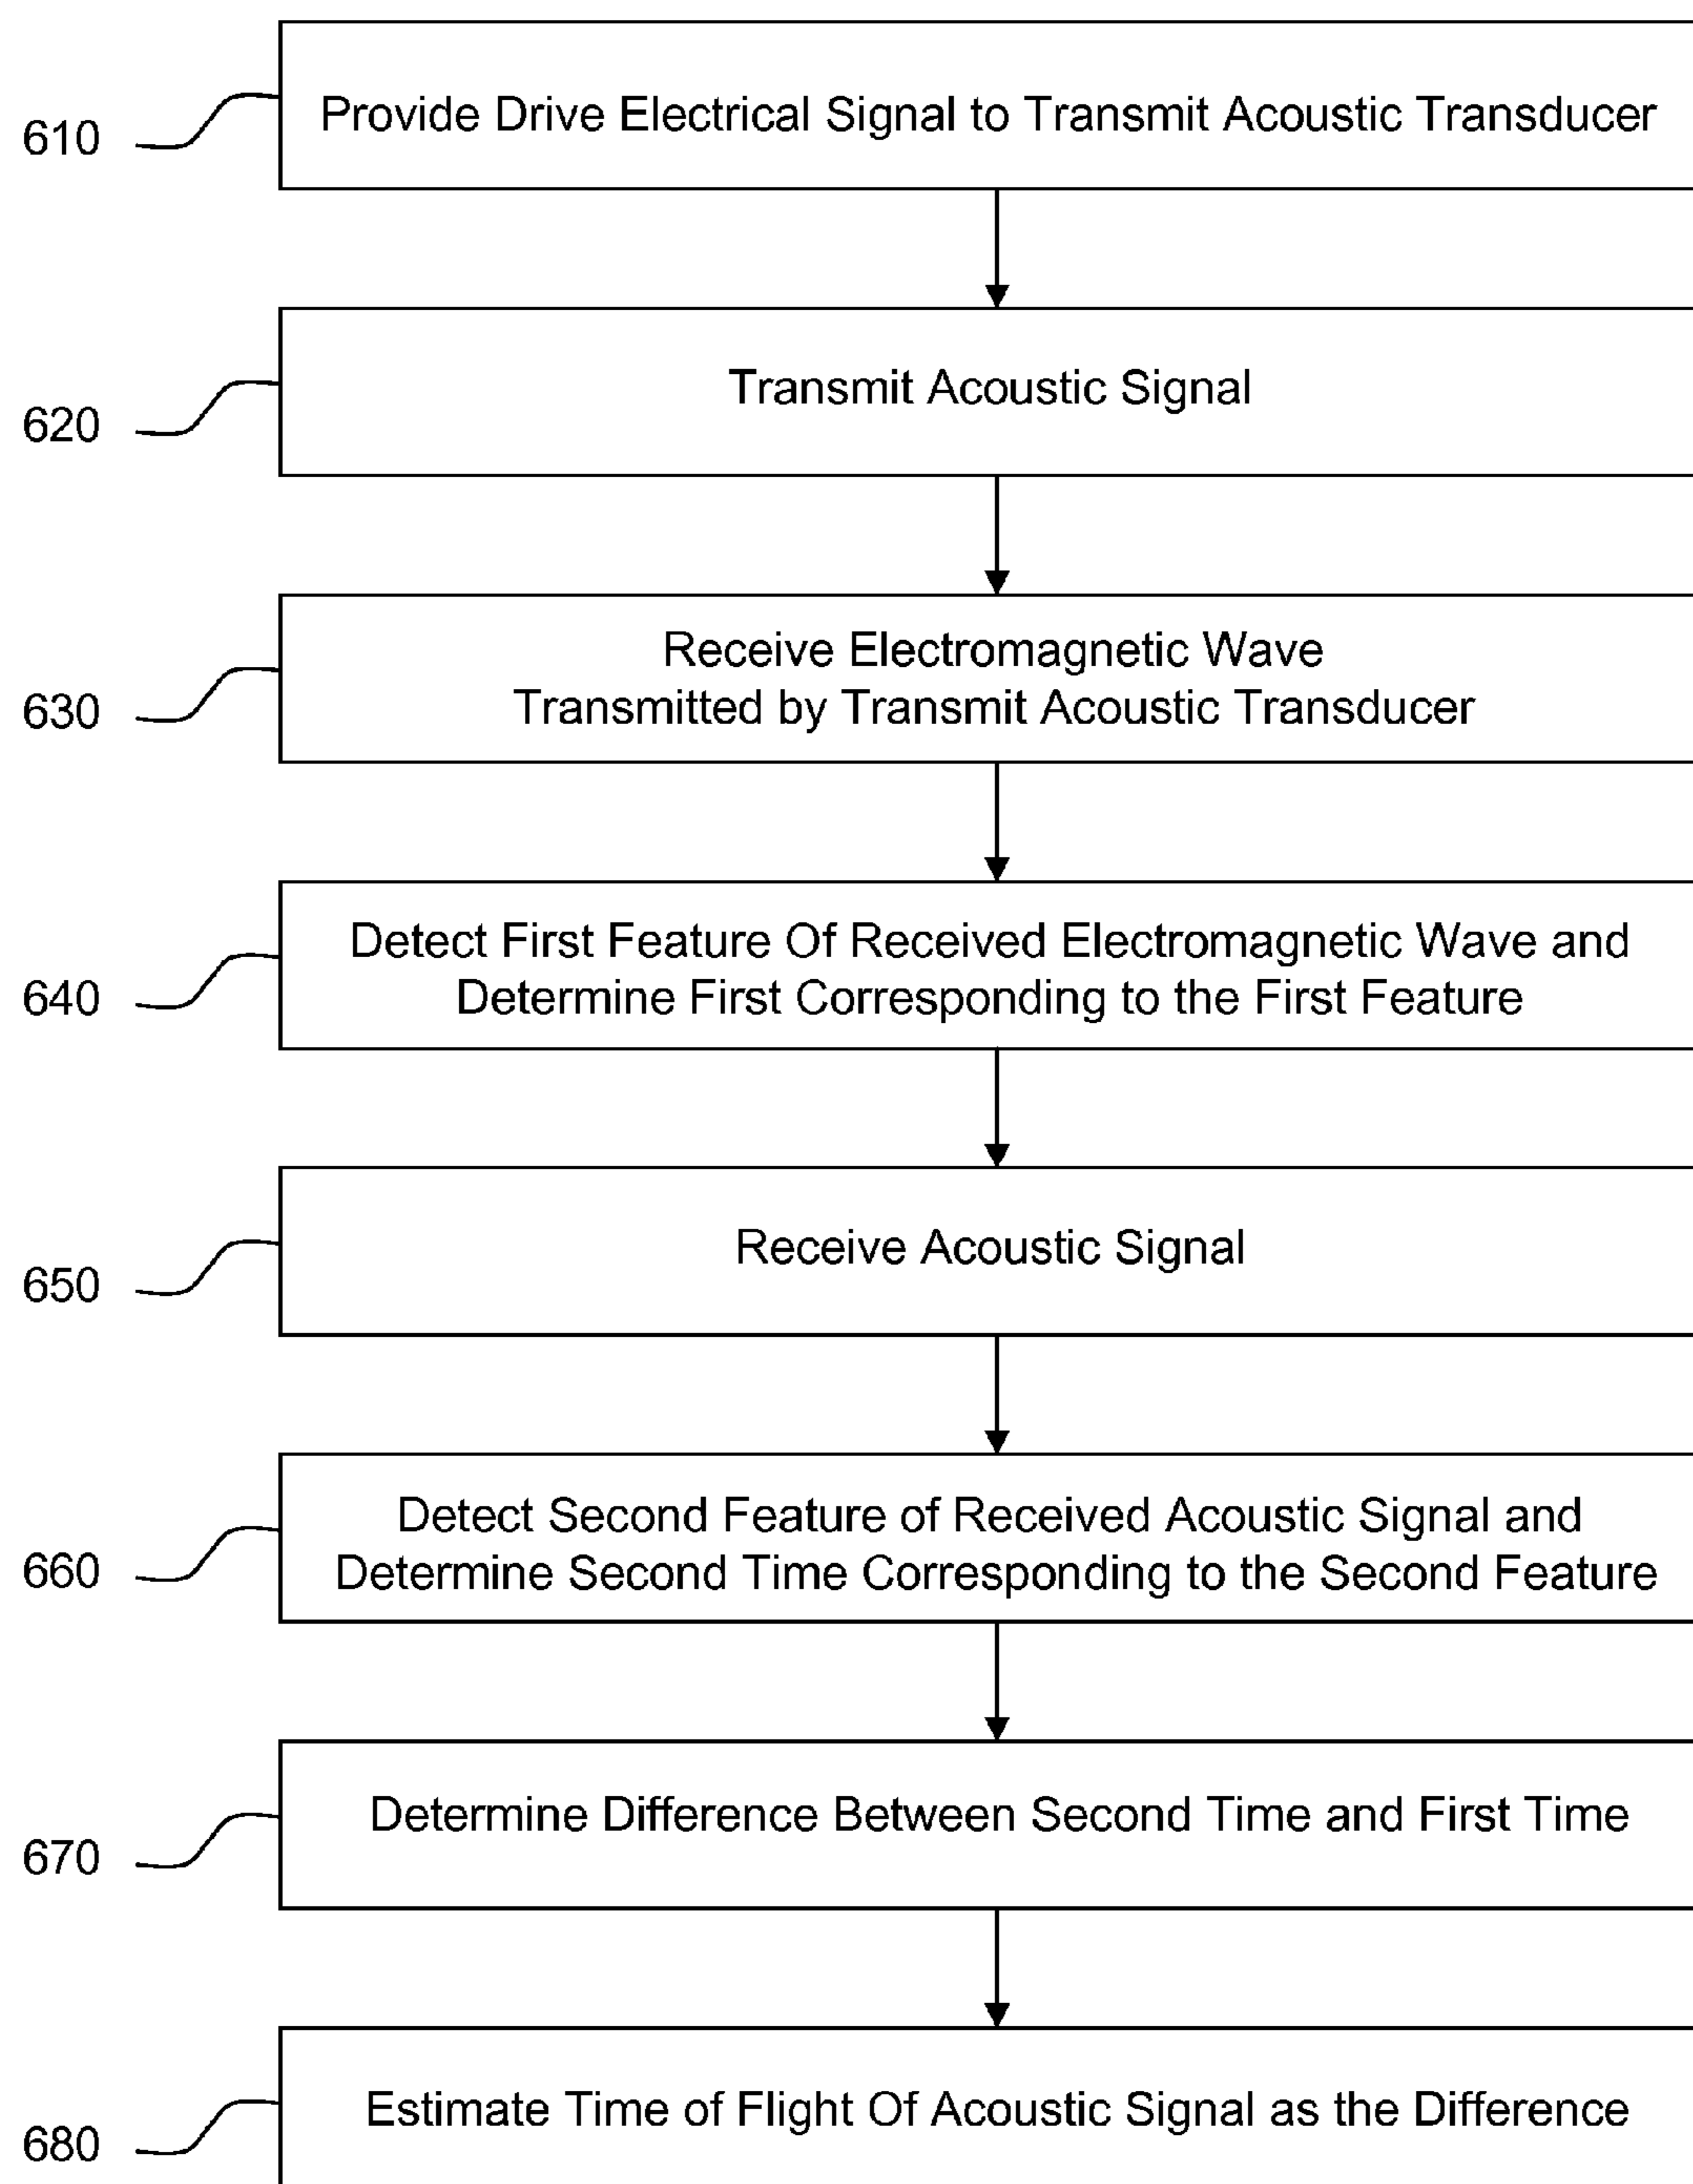 610
Provide Drive Electrical Signal to Transmit Acoustic Transducer
620
Transmit Acoustic Signal
630
Receive Electromagnetic Wave
Transmitted by Transmit Acoustic Transducer
640
Detect First Feature Of Received Electromagnetic Wave and
Determine First Corresponding to the First Feature
650
Receive Acoustic Signal
660
Detect Second Feature of Received Acoustic Signal and
Determine Second Time Corresponding to the Second Feature
670
Determine Difference Between Second Time and First Time
680
Estimate Time of Flight Of Acoustic Signal as the Difference